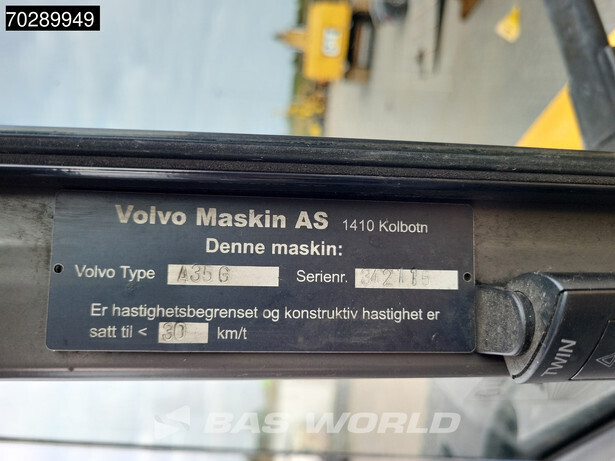 70289949
Volvo Maskin AS 1410 Kolbotn
Denne maskin:
Volvo Type A35G Serienr.
Er hastighetsbegrenset og konstruktiv hastighet er
satt til < 30 km/t
TWIN
BAS WORLD